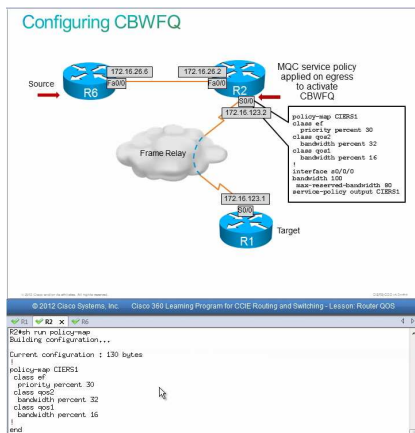 Configuring CBWFQ
172.16.26.6
172.16.26.2
MQC service policy
applied on egress
to activate
CBWFQ
Source
Fa0/0
Fa0/0
R6
R2
S0/0
172.16.123.2
policy-map CIERS1
class ef
priority percent 30
class qos2
bandwidth percent 32
class qos1
bandwidth percent 16
!
interface s0/0/0
bandwidth 100
max-reserved-bandwidth 80
service-policy output CIERS1
Frame Relay
172.16.123.1
S0/0
Target
R1
© 2012 Cisco Systems, Inc. Cisco 360 Learning Program for CCIE Routing and Switching - Lesson: Router QOS
R1 R2 x R6
R2#sh run policy-map
Building configuration...
Current configuration : 130 bytes
!
policy-map CIERS1
class ef
priority percent 30
class qos2
bandwidth percent 32
class qos1
bandwidth percent 16
!
end